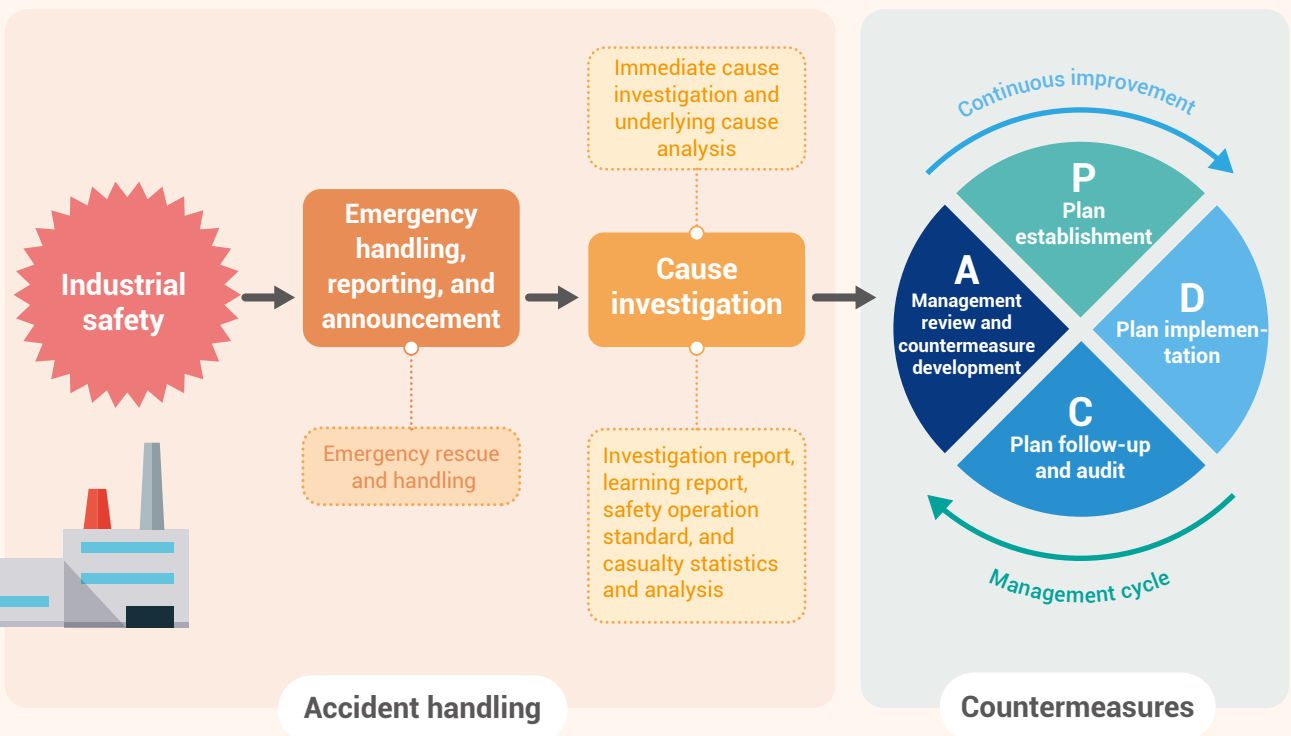 Industrial
safety
Emergency
handling,
reporting, and
announcement
Emergency rescue
and handling
Immediate cause
investigation and
underlying cause
analysis
Cause
investigation
Investigation report,
learning report,
safety operation
standard, and
casualty statistics
and analysis
Accident handling
Continuous improvement
P
Plan
establishment
D
Plan implemen-
tation
C
Plan follow-up
and audit
A
Management
review and
countermeasure
development
Management cycle
Countermeasures